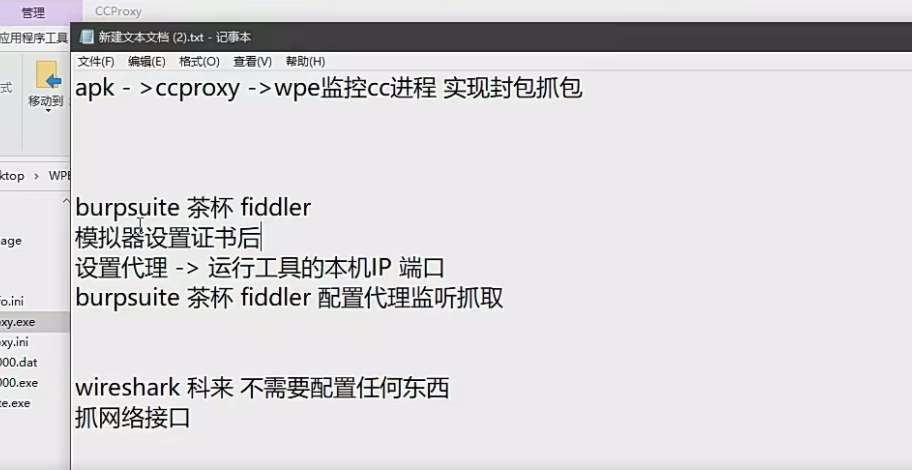 管理
CCProxy
应用程序工具
新建文本文档 (2).txt - 记事本
文件(F) 编辑(E) 格式(O) 查看(V) 帮助(H)
式
移动到
apk - >ccproxy ->wpe监控cc进程 实现封包抓包
ktop › WPE
burpsuite 茶杯 fiddler
模拟器设置证书后
age
设置代理 -> 运行工具的本机IP 端口
burpsuite 茶杯 fiddler 配置代理监听抓取
fo.ini
xy.exe
xy.ini
000.dat
000.exe
te.exe
wireshark 科来 不需要配置任何东西
抓网络接口